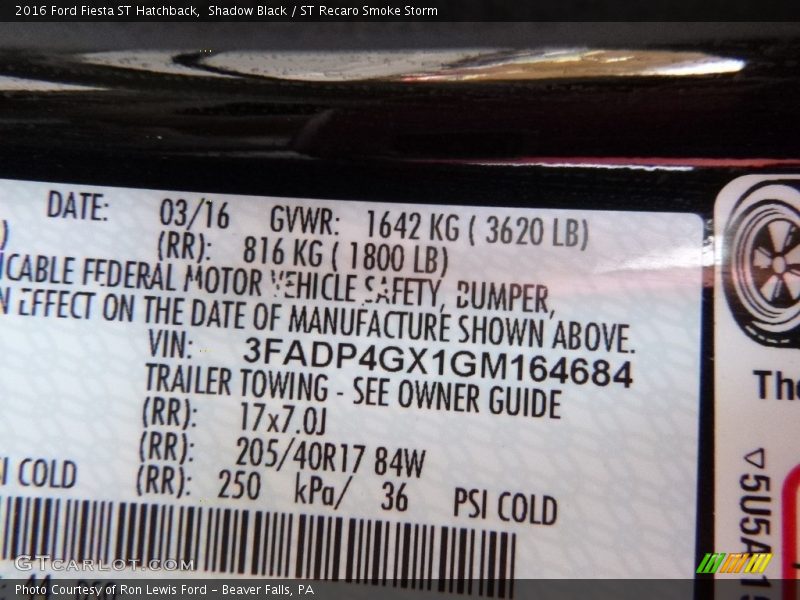 2016 Ford Fiesta ST Hatchback, Shadow Black / ST Recaro Smoke Storm
DATE: 03/16 GVWR: 1642 KG ( 3620 LB)
) (RR): 816 KG ( 1800 LB)
ICABLE FEDERAL MOTOR VEHICLE SAFETY, BUMPER,
N EFFECT ON THE DATE OF MANUFACTURE SHOWN ABOVE.
VIN: 3FADP4GX1GM164684
TRAILER TOWING - SEE OWNER GUIDE
(RR): 17x7.0J
(RR): 205/40R17 84W
SI COLD (RR): 250 kPa/ 36 PSI COLD
The
▽5U5A
GTCARLOT.COM
Photo Courtesy of Ron Lewis Ford - Beaver Falls, PA